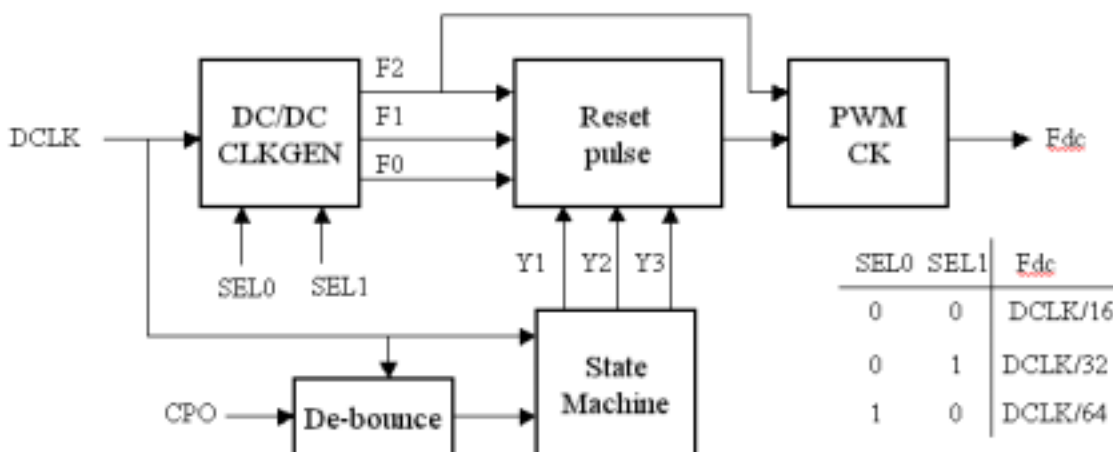 F2
DC/DC
CLKGEN
DCLK
F1
F0
Reset
pulse
PWM
CK
Fdc
SEL0
SEL1
Y1
Y2
Y3
SEL0 SEL1 Fdc
0 0 DCLK/16
0 1 DCLK/32
1 0 DCLK/64
State
Machine
CPO
De-bounce